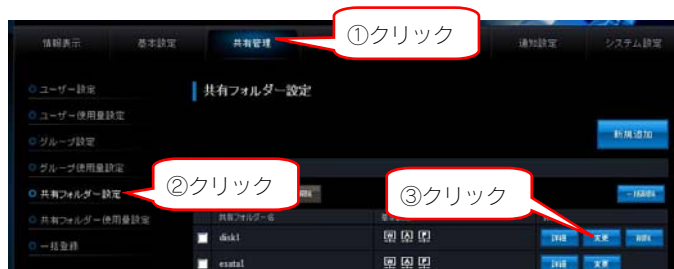 情報表示 基本設定 共有管理 ①クリック 通知設定 システム設定
ユーザー設定 共有フォルダー設定
ユーザー使用量設定
グループ設定 新規追加
グループ使用量設定
共有フォルダー設定 ②クリック 削除 ③クリック 一括削除
共有フォルダー使用量設定 共有フォルダー名
一括登録 disk1 詳細 変更 削除
esata1 詳細 変更